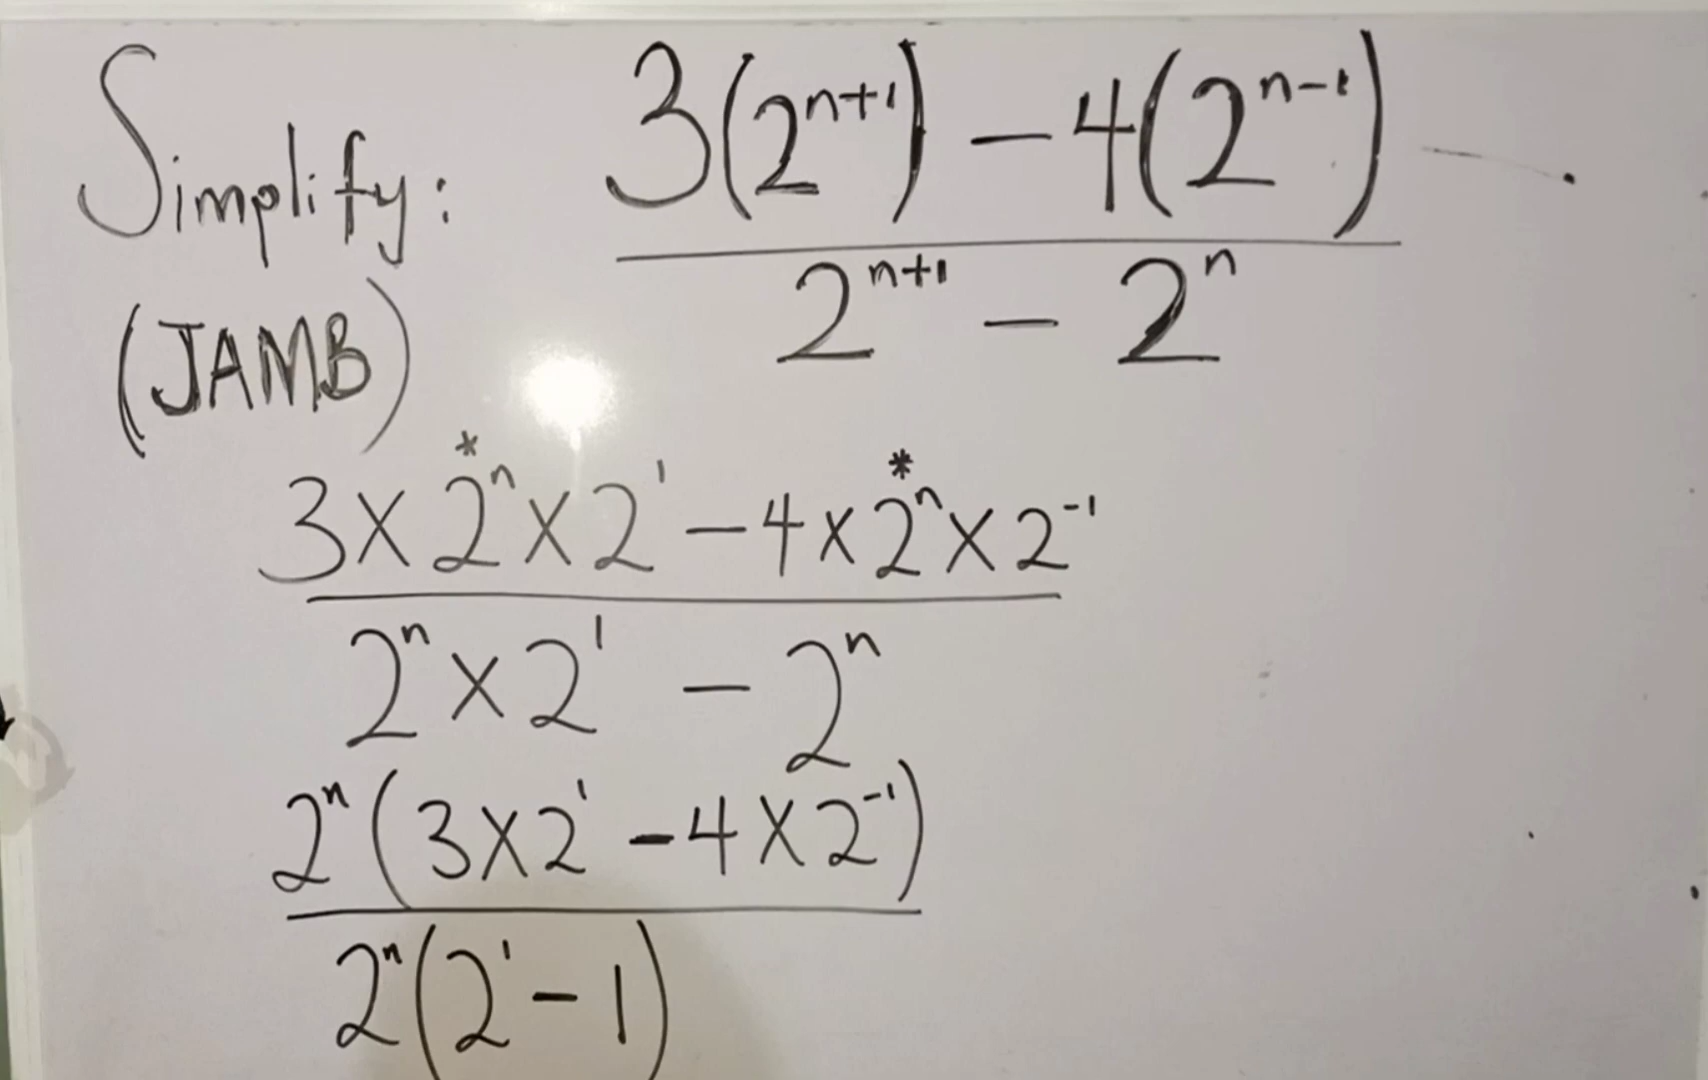 Simplify: 3(2^{n+1}) - 4(2^{n-1})
2^{n+1} - 2^n
(JAMB)
* *
3 × 2^n × 2^1 - 4 × 2^n × 2^{-1}
2^n × 2^1 - 2^n
2^n (3 × 2^1 - 4 × 2^{-1})
2^n (2^1 - 1)